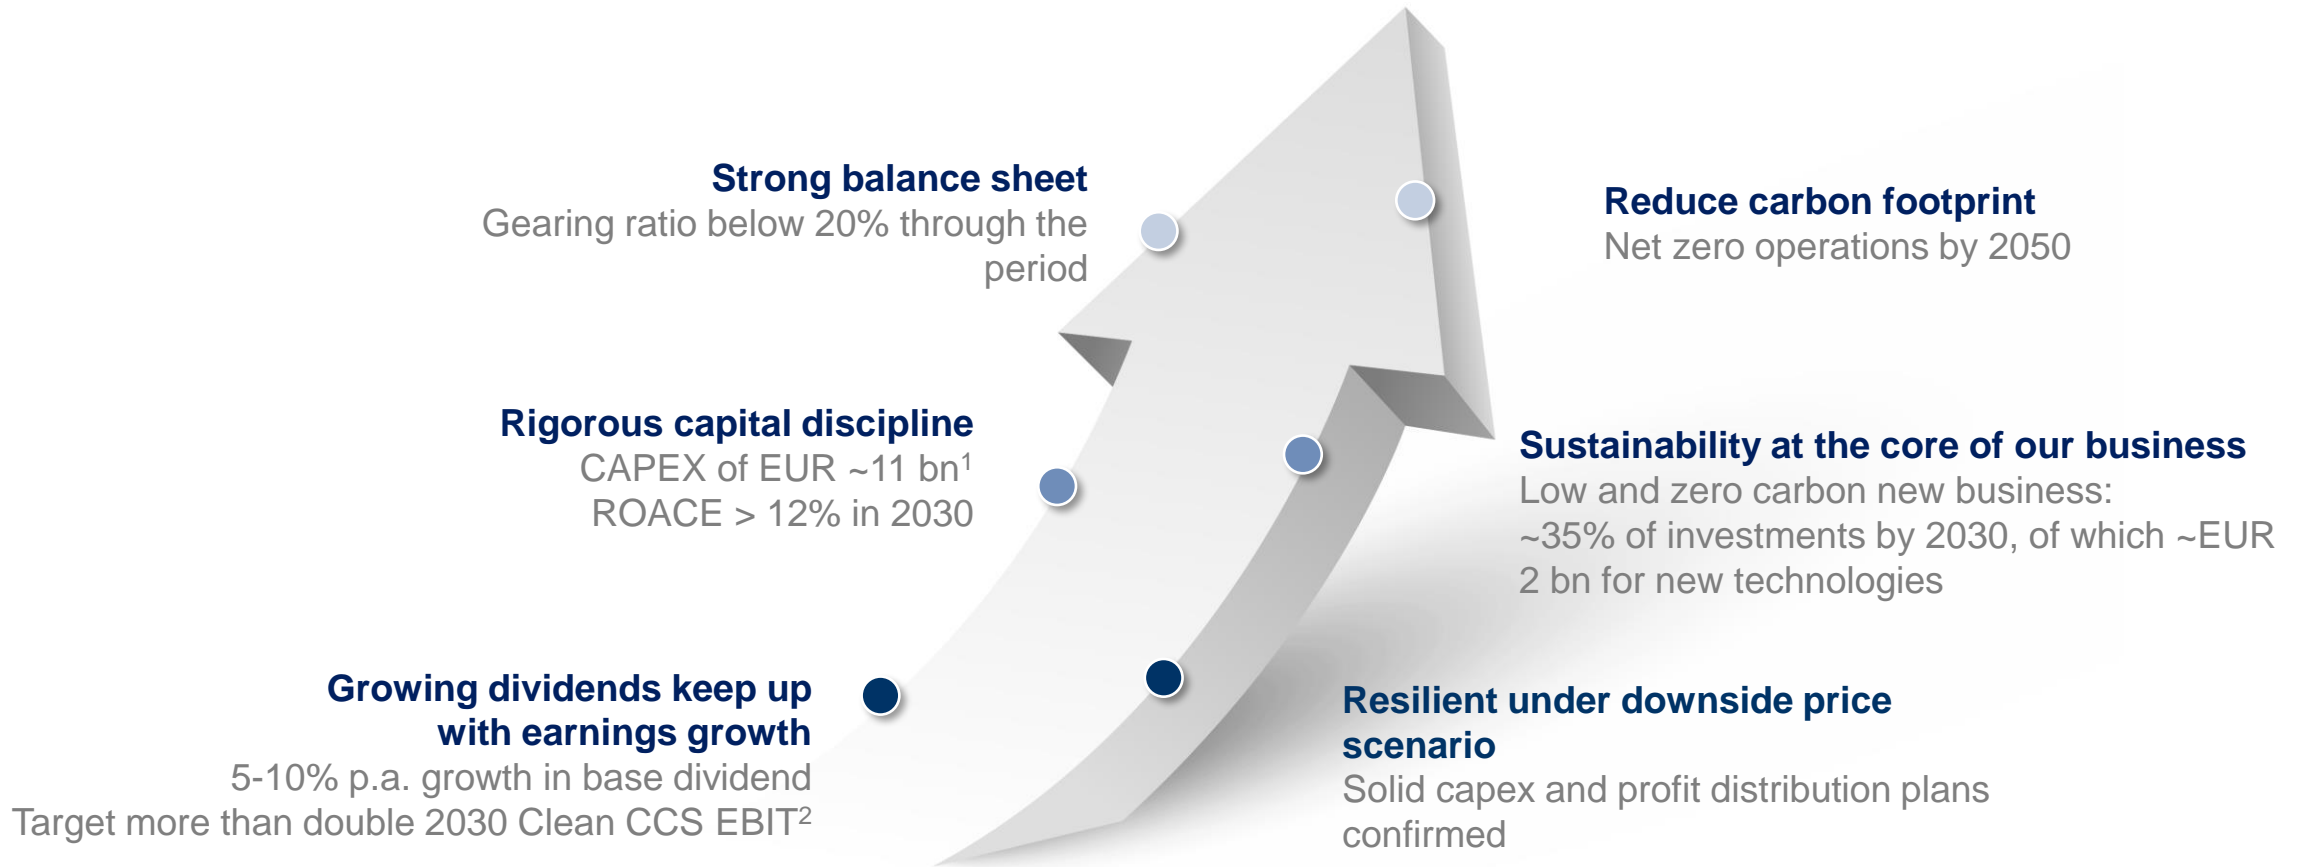 Strong balance sheet
Gearing ratio below 20% through the
period
Reduce carbon footprint
Net zero operations by 2050
Rigorous capital discipline
CAPEX of EUR ~11 bn¹
ROACE > 12% in 2030
Sustainability at the core of our business
Low and zero carbon new business:
~35% of investments by 2030, of which ~EUR
2 bn for new technologies
Growing dividends keep up
with earnings growth
5-10% p.a. growth in base dividend
Target more than double 2030 Clean CCS EBIT²
Resilient under downside price
scenario
Solid capex and profit distribution plans
confirmed